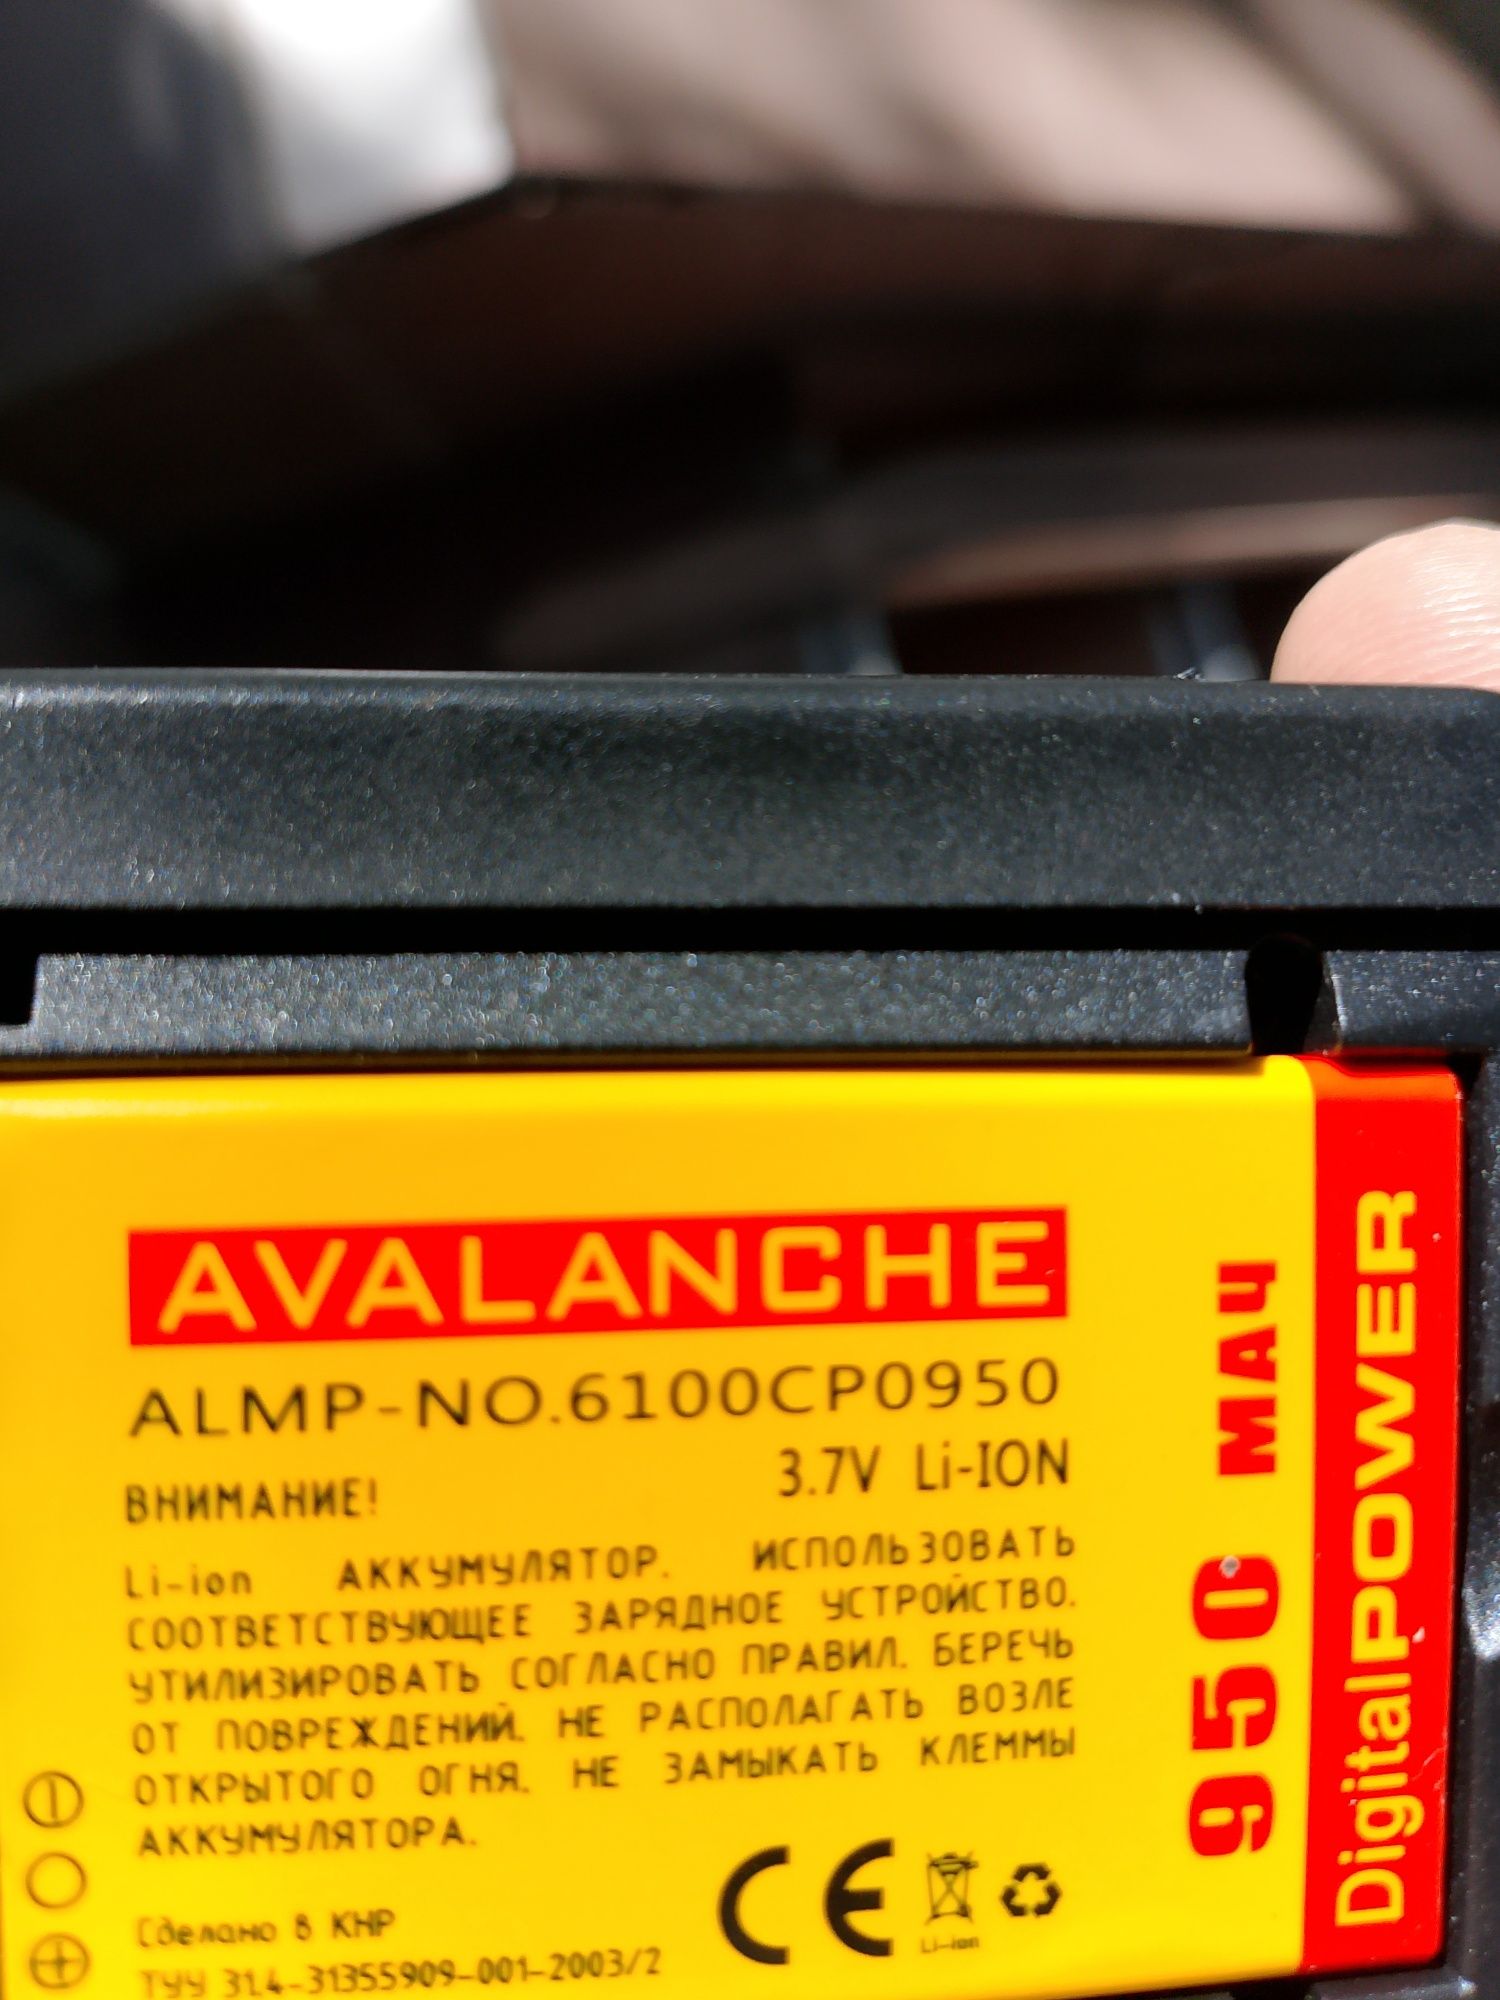 AVALANCHE
ALMP-NO.6100CP0950
3.7V Li-ION
ВНИМАНИЕ!
Li-ion АККУМУЛЯТОР. ИСПОЛЬЗОВАТЬ
СООТВЕТСТВУЮЩЕЕ ЗАРЯДНОЕ УСТРОЙСТВО.
УТИЛИЗИРОВАТЬ СОГЛАСНО ПРАВИЛ. БЕРЕЧЬ
ОТ ПОВРЕЖДЕНИЙ. НЕ РАСПОЛАГАТЬ ВОЗЛЕ
ОТКРЫТОГО ОГНЯ. НЕ ЗАМЫКАТЬ КЛЕММЫ
АККУМУЛЯТОРА.
CE
Li-ion
Сделано в КНР
ТУУ 31.4-31355909-001-2003/2
950 МАЧ
DigitalPOWER